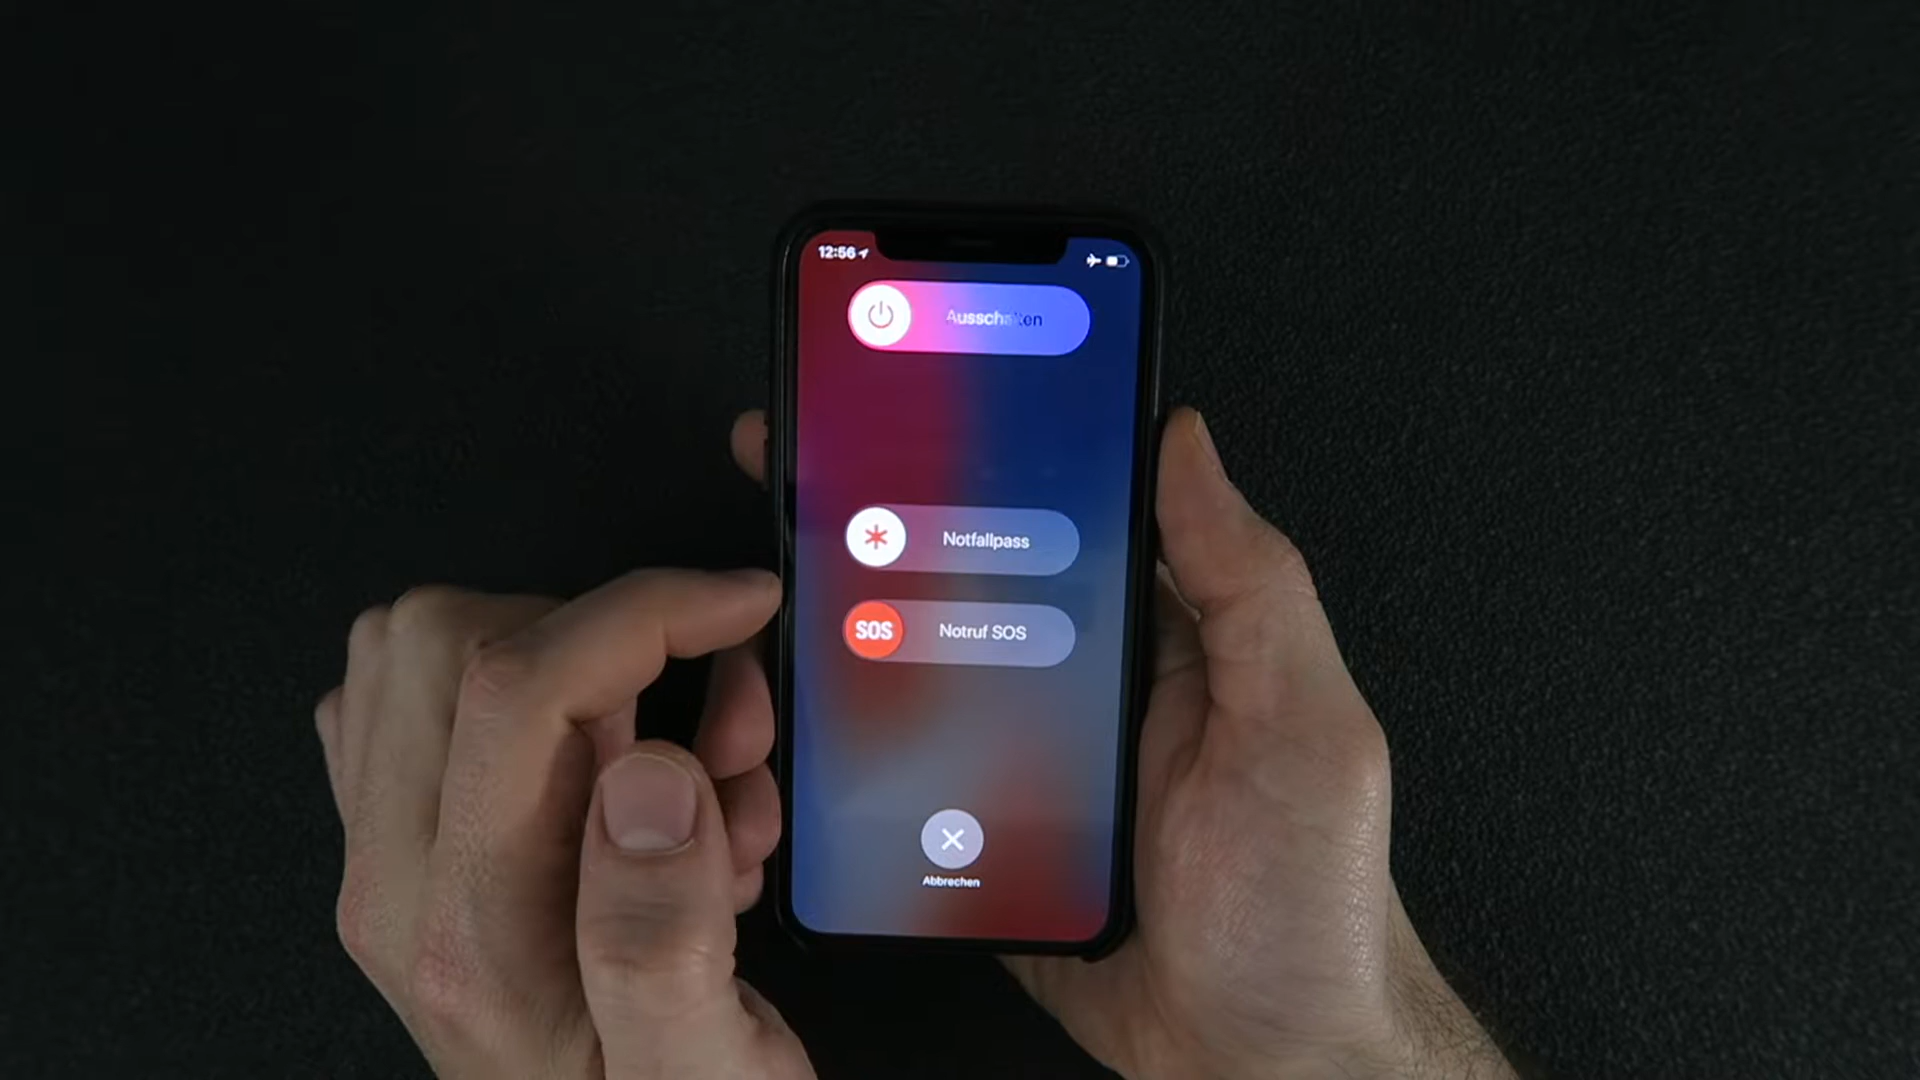 12:56
Ausschalten
Notfallpass
SOS Notruf SOS
Abbrechen